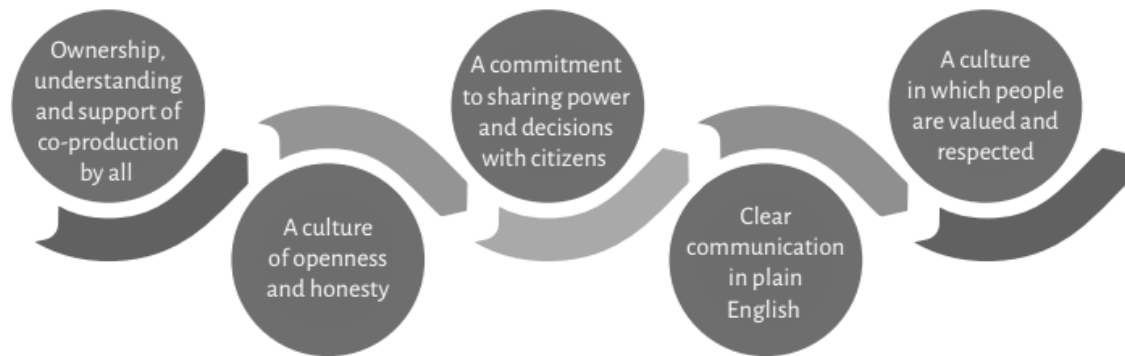 Ownership,
understanding
and support of
co-production
by all
A culture
of openness
and honesty
A commitment
to sharing power
and decisions
with citizens
Clear
communication
in plain
English
A culture
in which people
are valued and
respected